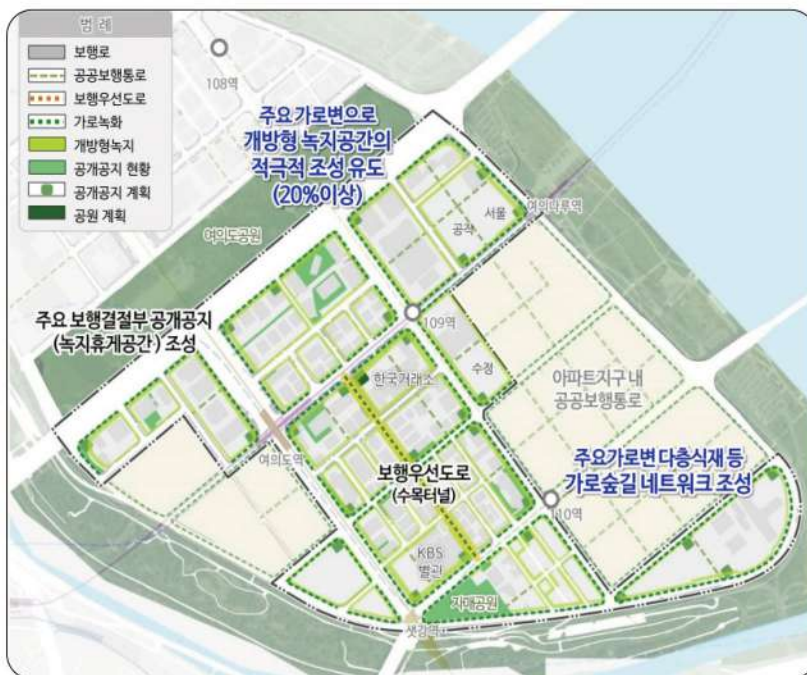 범 례
보행로
공공보행통로
보행우선도로
가로녹화
개방형녹지
공개공지 현황
공개공지 계획
공원 계획
108역
주요 가로변으로
개방형 녹지공간의
적극적 조성 유도
(20%이상)
서울
공작
여의나루역
여의도공원
주요 보행결절부 공개공지
(녹지휴게공간) 조성
109역
한국거래소
수정
아파트지구 내
공공보행통로
여의도역
보행우선도로
(수목터널)
주요가로변 다층식재 등
가로숲길 네트워크 조성
110역
KBS
별관
자매공원
샛강역